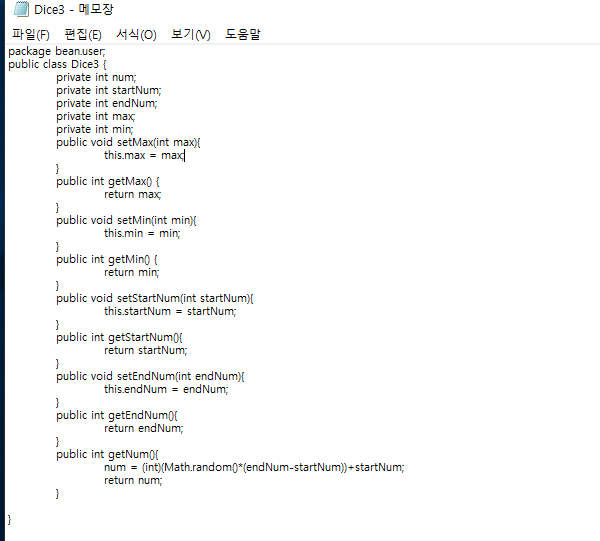 Dice3 - 메모장
파일(F) 편집(E) 서식(O) 보기(V) 도움말
package bean.user;
public class Dice3 {
private int num;
private int startNum;
private int endNum;
private int max;
private int min;
public void setMax(int max){
this.max = max;
}
public int getMax() {
return max;
}
public void setMin(int min){
this.min = min;
}
public int getMin() {
return min;
}
public void setStartNum(int startNum){
this.startNum = startNum;
}
public int getStartNum(){
return startNum;
}
public void setEndNum(int endNum){
this.endNum = endNum;
}
public int getEndNum(){
return endNum;
}
public int getNum(){
num = (int)(Math.random()*(endNum-startNum))+startNum;
return num;
}
}